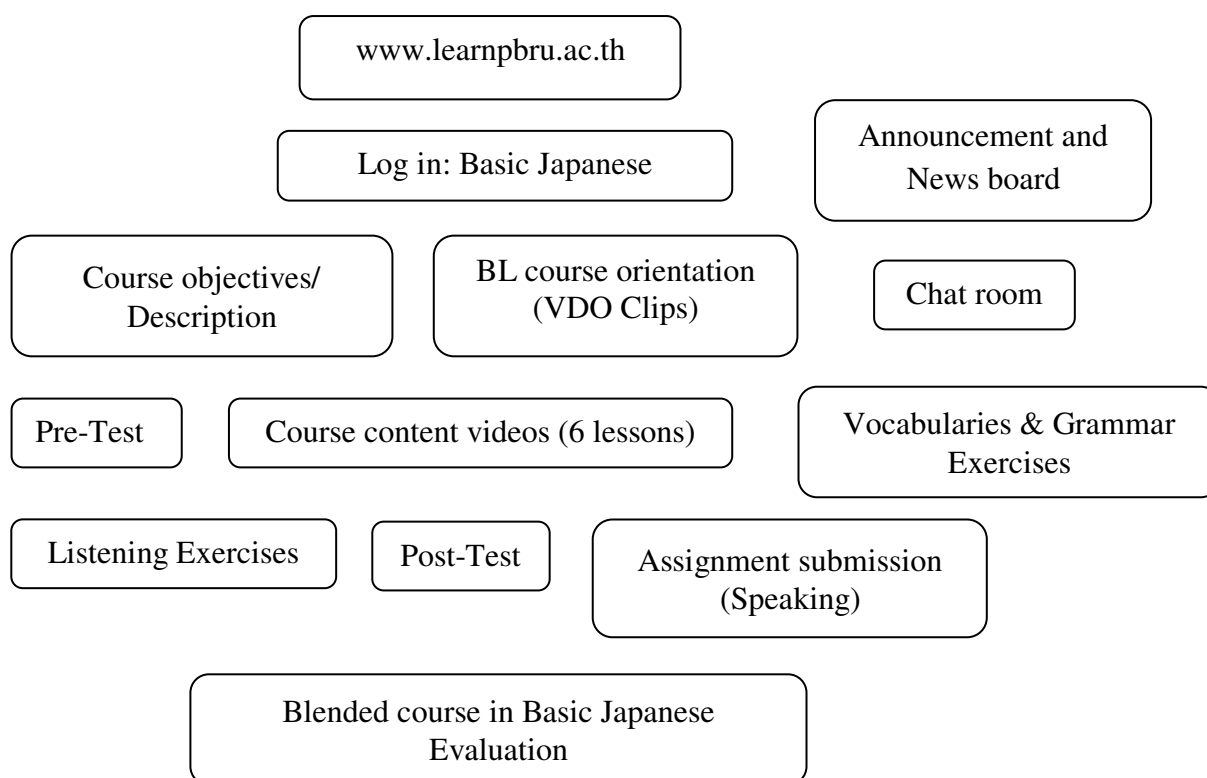 www.learnpbru.ac.th
Log in: Basic Japanese
Announcement and
News board
Course objectives/
Description
BL course orientation
(VDO Clips)
Chat room
Pre-Test
Course content videos (6 lessons)
Vocabularies & Grammar
Exercises
Listening Exercises
Post-Test
Assignment submission
(Speaking)
Blended course in Basic Japanese
Evaluation